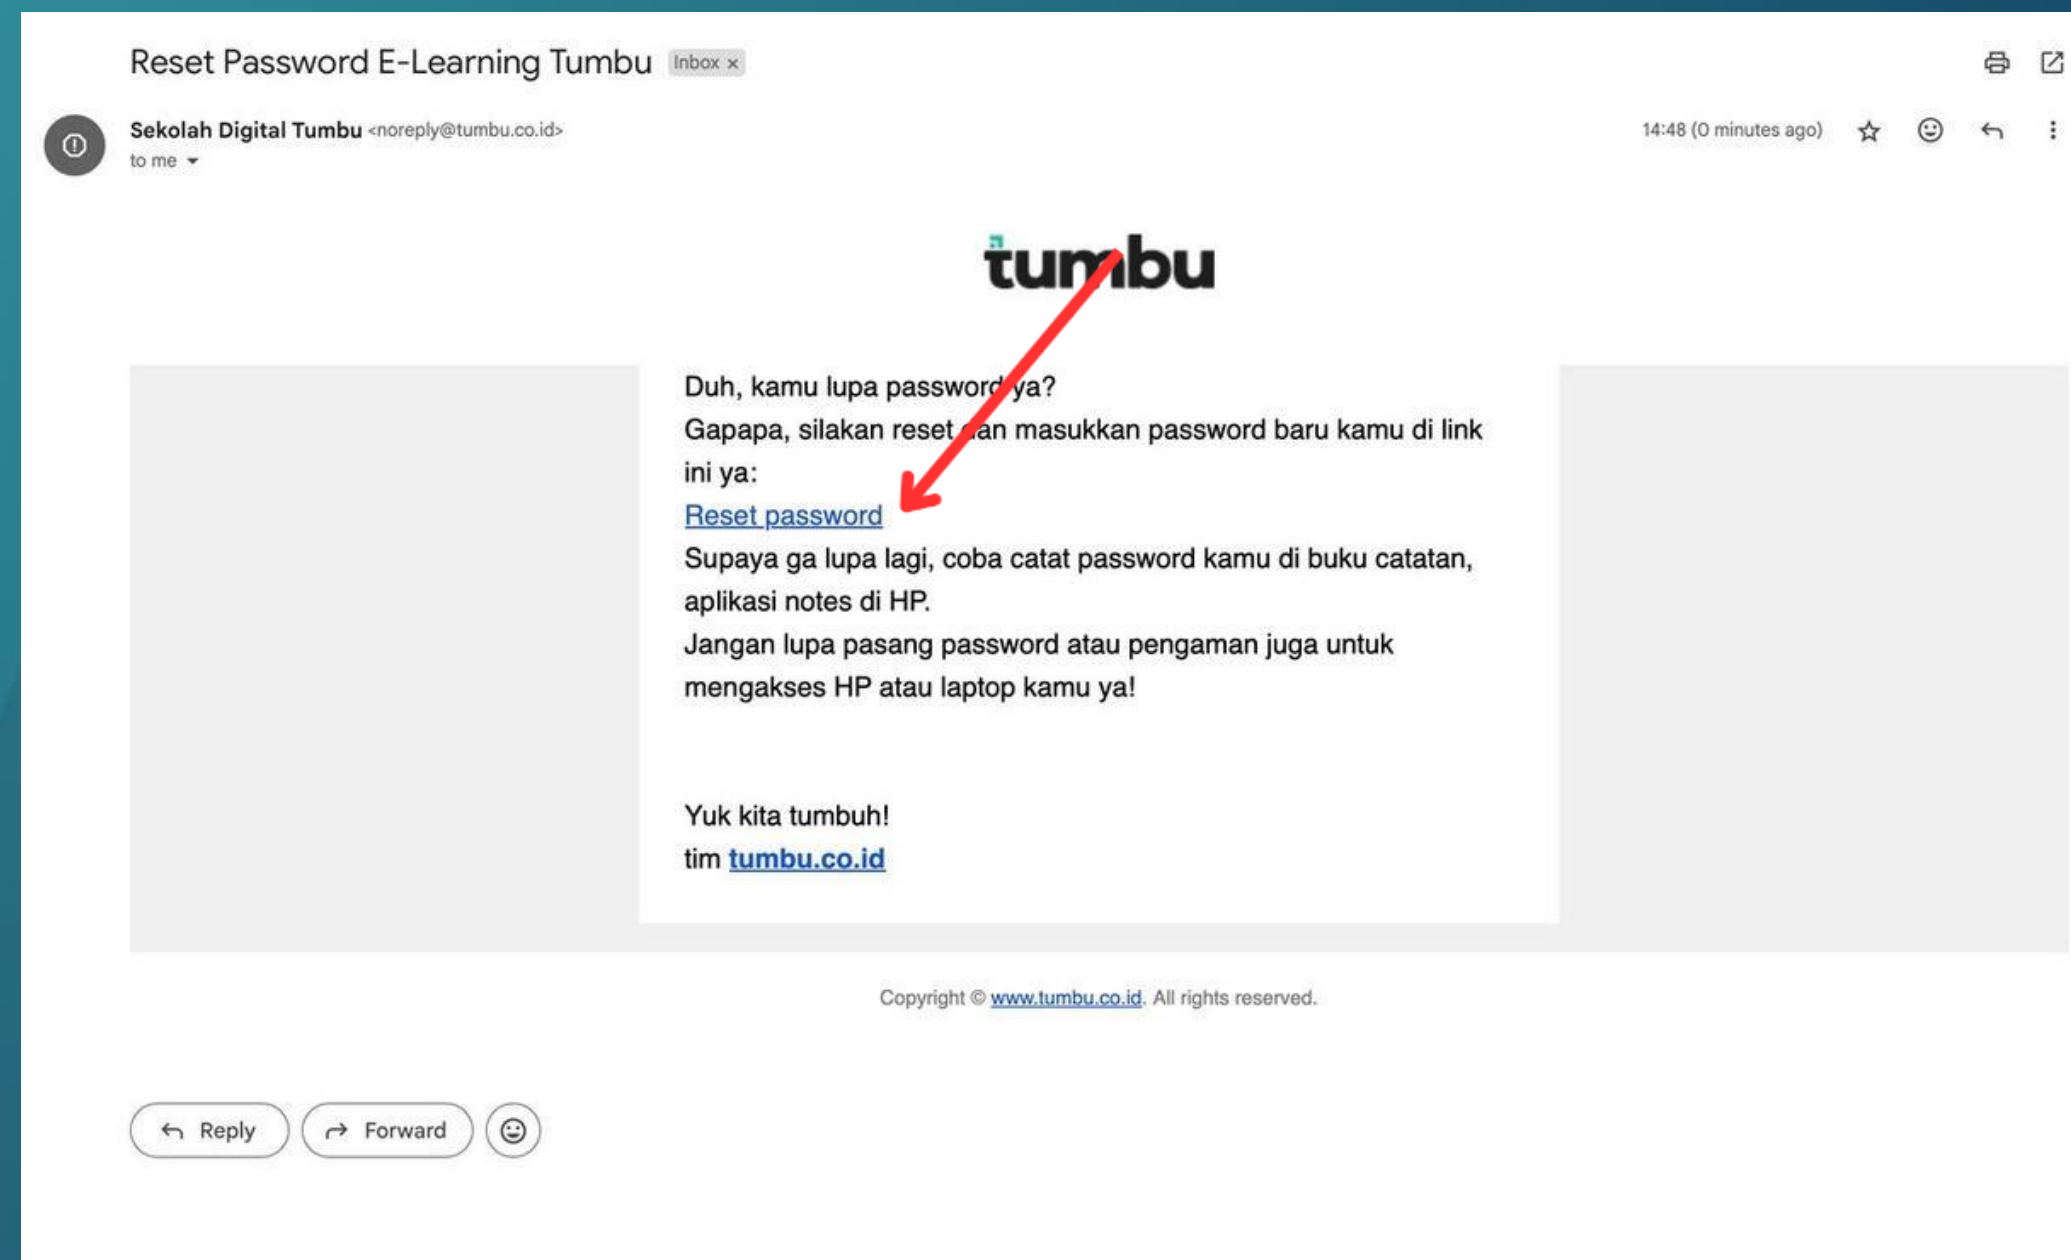 Reset Password E-Learning Tumbu Inbox ×
Sekolah Digital Tumbu <noreply@tumbu.co.id> 14:48 (0 minutes ago)
to me
tumbu
Duh, kamu lupa password ya?
Gapapa, silakan reset dan masukkan password baru kamu di link
ini ya:
Reset password
Supaya ga lupa lagi, coba catat password kamu di buku catatan,
aplikasi notes di HP.
Jangan lupa pasang password atau pengaman juga untuk
mengakses HP atau laptop kamu ya!
Yuk kita tumbuh!
tim tumbu.co.id
Copyright © www.tumbu.co.id. All rights reserved.
Reply Forward